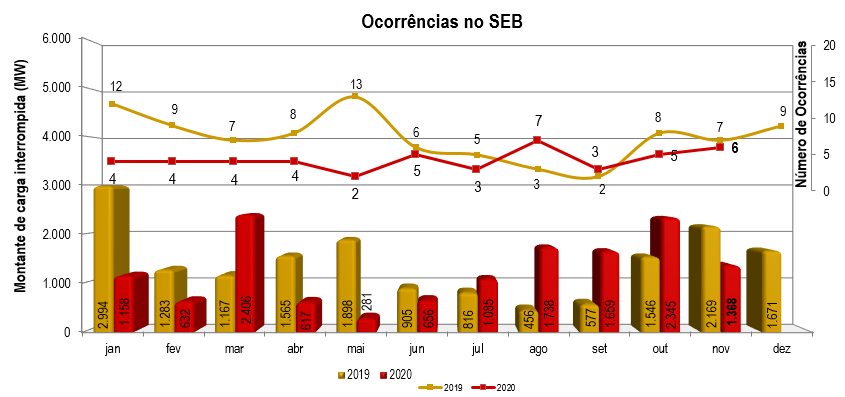 Ocorrências no SEB
Montante de carga interrompida (MW)
6.000
5.000
4.000
3.000
2.000
1.000
0
Número de Ocorrências
20
15
10
5
0
12 9 7 8 13 6 5 3 2 8 7 9
4 4 4 4 2 5 3 7 3 5 6
2.994 1.158 1.283 632 1.167 2.406 1.565 617 1.898 281 905 656 816 1.085 456 1.738 577 1.659 1.546 2.345 2.169 1.368 1.671
jan fev mar abr mai jun jul ago set out nov dez
2019 2020
2019 2020